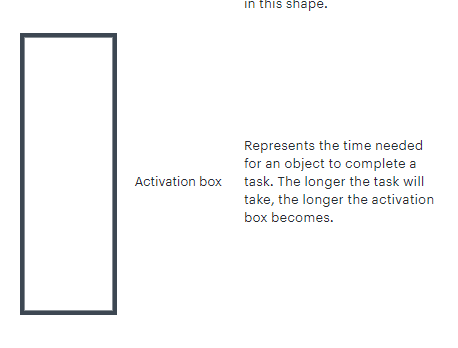 in this shape.
Activation box
Represents the time needed
for an object to complete a
task. The longer the task will
take, the longer the activation
box becomes.